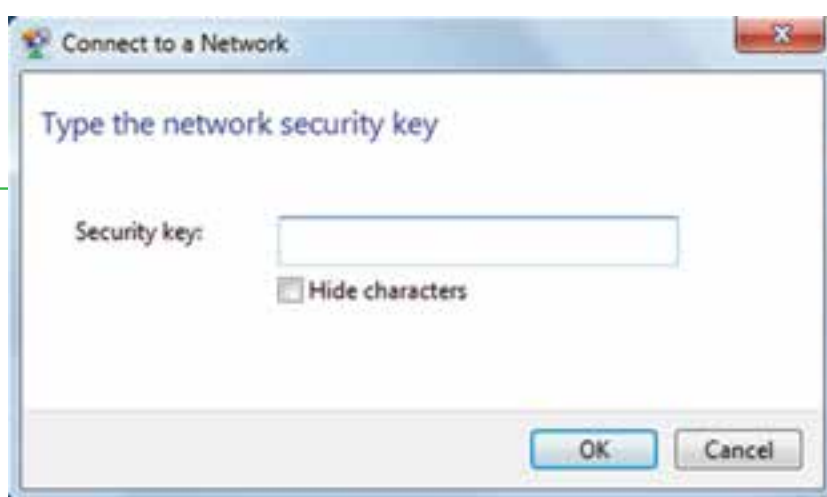 Connect to a Network
Type the network security key
Security key:
Hide characters
OK Cancel